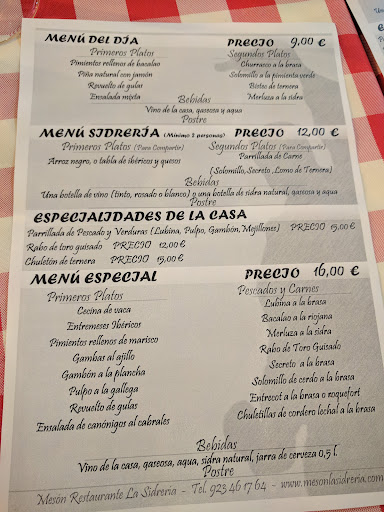 MENÚ DEL DÍA PRECIO 9,00 €
Primeros Platos Segundos Platos
Pimientos rellenos de bacalao Churrasco a la brasa
Piña natural con jamón Solomillo a la pimienta verde
Revuelto de gulas Bistec de ternera
Ensalada mixta Merluza a la sidra
Bebidas
Vino de la casa, gaseosa y agua
Postre
MENÚ SIDRERÍA (Mínimo 2 personas) PRECIO 12,00 €
Primeros Platos (Para Compartir) Segundos Platos (Para Compartir)
Arroz negro, o tabla de ibéricos y quesos Parrillada de Carne
(Solomillo, Secreto, Lomo de Ternera)
Bebidas
Una botella de vino (tinto, rosado o blanco) o una botella de sidra natural, gaseosa y agua
Postre
ESPECIALIDADES DE LA CASA
Parrillada de Pescado y Verduras (Lubina, Pulpo, Gambón, Mejillones) PRECIO 15,00 €
Rabo de toro guisado PRECIO 12,00 €
Chuletón de ternera PRECIO 15,00 €
MENÚ ESPECIAL PRECIO 16,00 €
Primeros Platos Pescados y Carnes
Cecina de vaca Lubina a la brasa
Entremeses Ibéricos Bacalao a la riojana
Pimientos rellenos de marisco Merluza a la sidra
Gambas al ajillo Rabo de Toro Guisado
Gambón a la plancha Secreto a la brasa
Pulpo a la gallega Solomillo de cerdo a la brasa
Revuelto de gulas Entrecot a la brasa o roquefort
Ensalada de canónigos al cabrales Chuletillas de cordero lechal a la brasa
Bebidas
Vino de la casa, gaseosa, agua, sidra natural, jarra de cerveza 0,5 l.
Postre
Mesón Restaurante La Sidrería - Tel. 923 46 17 64 - www.mesonlasidreria.com